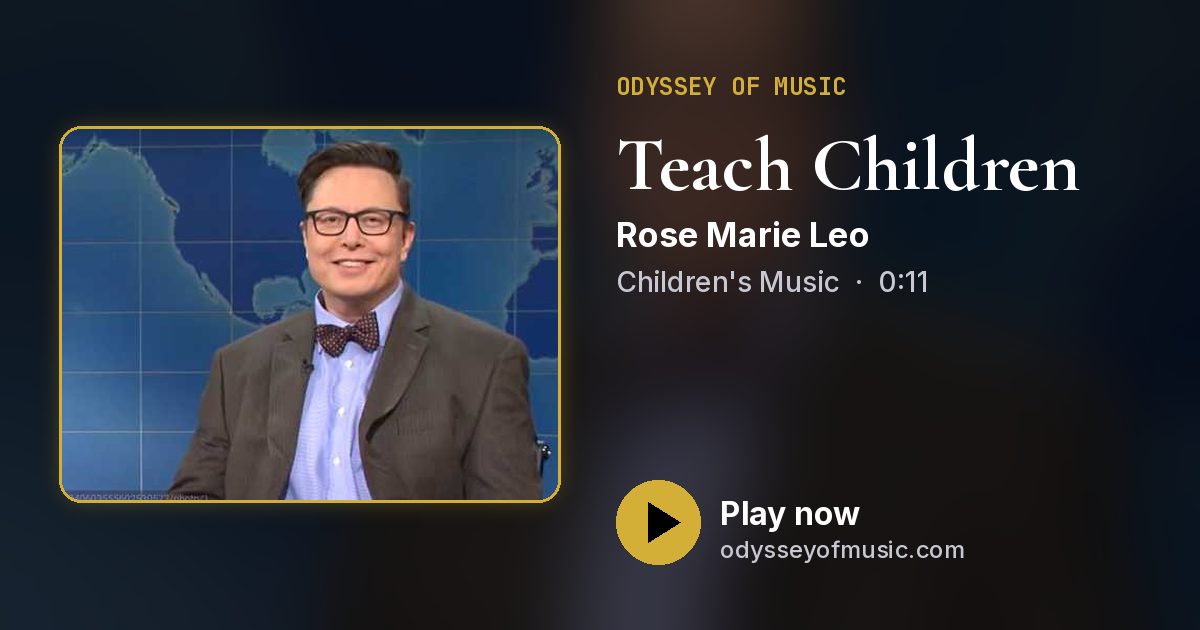 ODYSSEY OF MUSIC
Teach Children
Rose Marie Leo
Children's Music · 0:11
Play now
odysseyofmusic.com